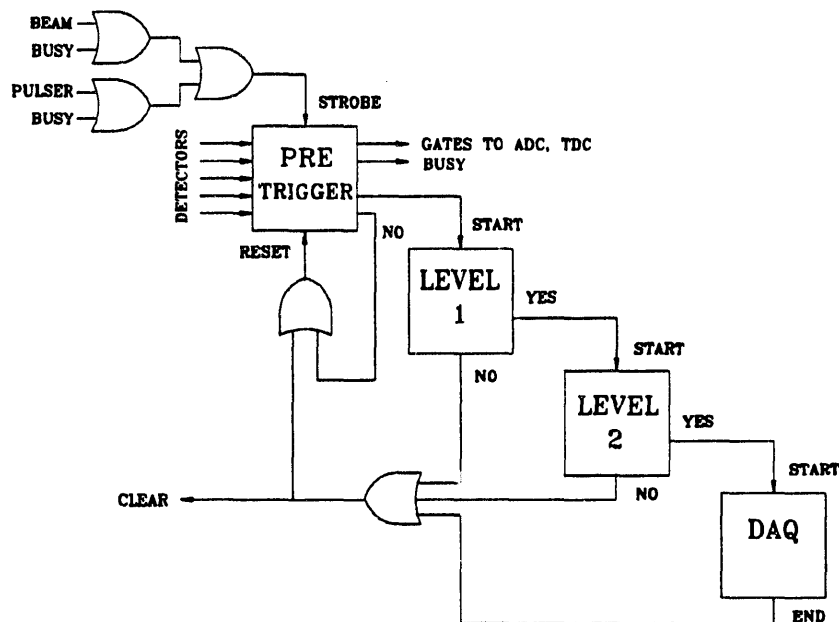 BEAM
BUSY
PULSER
BUSY
STROBE
DETECTORS
PRE
TRIGGER
GATES TO ADC, TDC
BUSY
NO
START
RESET
LEVEL
1
YES
START
NO
LEVEL
2
YES
START
NO
CLEAR
DAQ
END